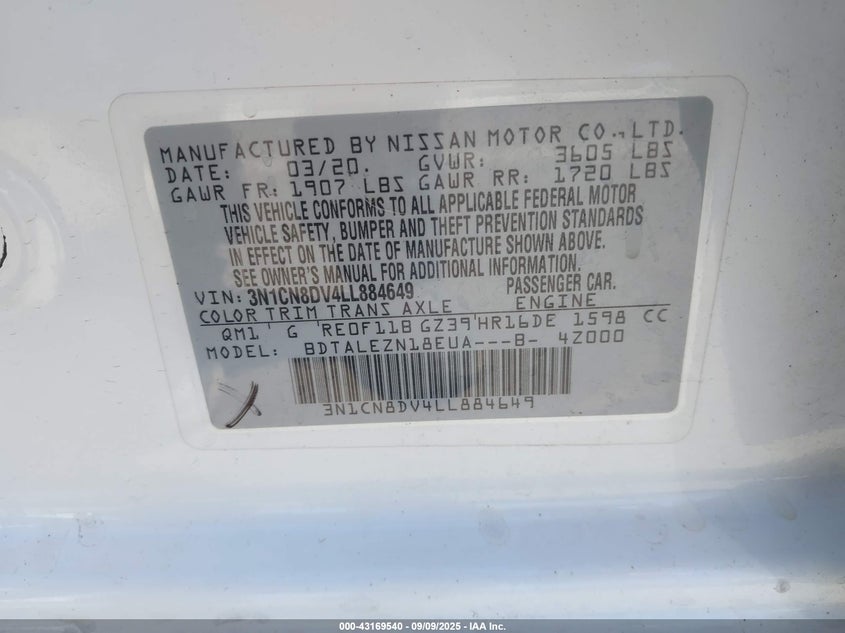 MANUFACTURED BY NISSAN MOTOR CO.,LTD.
DATE: 03/20. GVWR: 3605 LBS
GAWR FR: 1907 LBS GAWR RR: 1720 LBS
THIS VEHICLE CONFORMS TO ALL APPLICABLE FEDERAL MOTOR
VEHICLE SAFETY, BUMPER AND THEFT PREVENTION STANDARDS
IN EFFECT ON THE DATE OF MANUFACTURE SHOWN ABOVE.
SEE OWNER'S MANUAL FOR ADDITIONAL INFORMATION.
VIN: 3N1CN8DV4LL884649 PASSENGER CAR.
COLOR TRIM TRANS AXLE ENGINE
QM1 G RE0F11B GZ39 HR16DE 1598 CC
MODEL: BDTALEZN18EUA---B- 4Z000
3N1CN8DV4LL884649
000-43169540 - 09/09/2025 - IAA Inc.